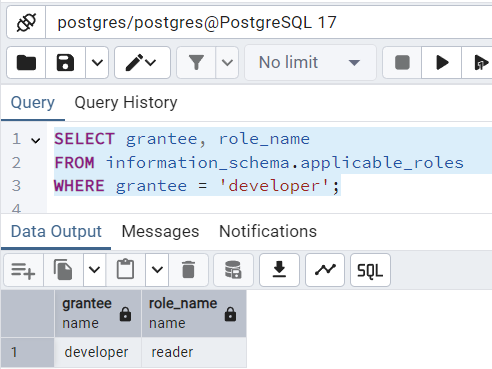 postgres/postgres@PostgreSQL 17
No limit
Query Query History
1 SELECT grantee, role_name
2 FROM information_schema.applicable_roles
3 WHERE grantee = 'developer';
4
Data Output Messages Notifications
SQL
grantee role_name
name name
1 developer reader